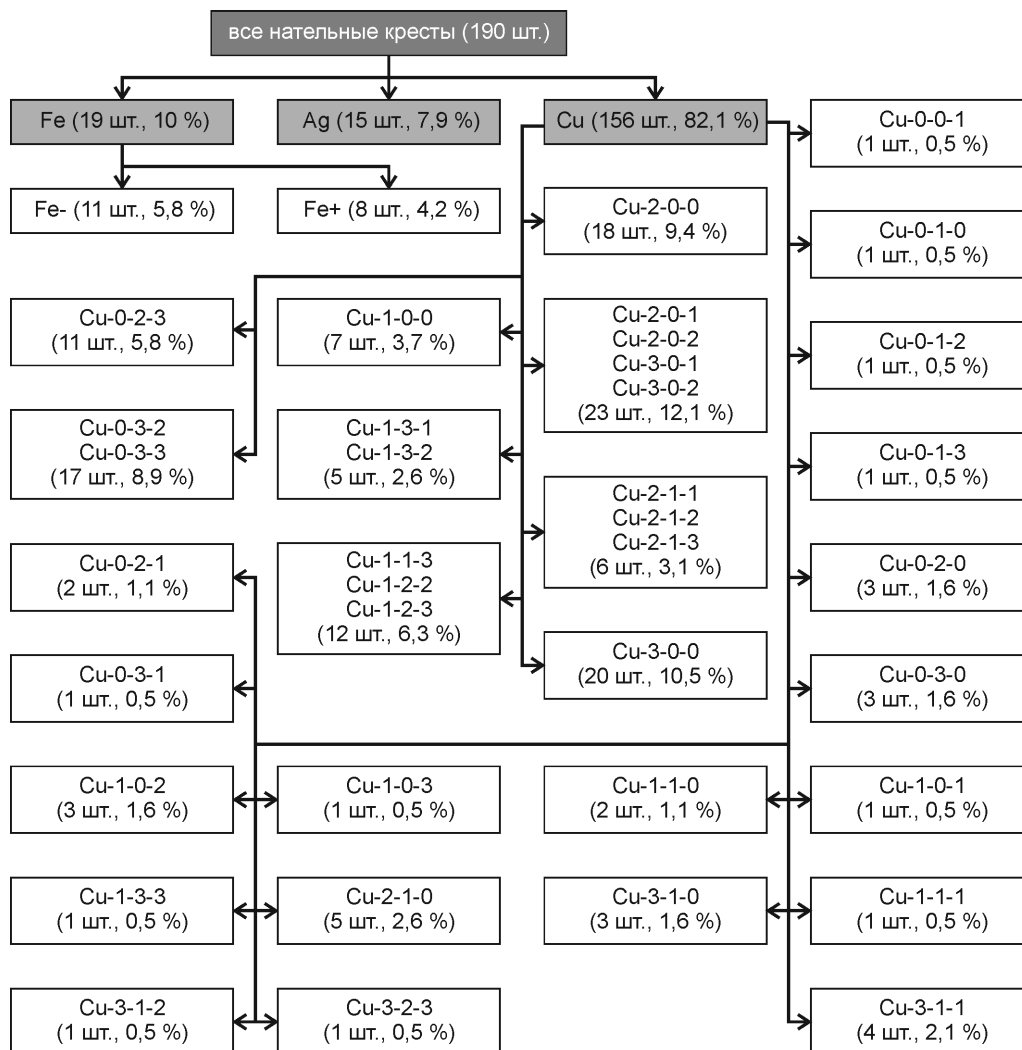 все нательные кресты (190 шт.)
Fe (19 шт., 10 %)
Ag (15 шт., 7,9 %)
Cu (156 шт., 82,1 %)
Cu-0-0-1
(1 шт., 0,5 %)
Fe- (11 шт., 5,8 %)
Fe+ (8 шт., 4,2 %)
Cu-2-0-0
(18 шт., 9,4 %)
Cu-0-1-0
(1 шт., 0,5 %)
Cu-0-2-3
(11 шт., 5,8 %)
Cu-1-0-0
(7 шт., 3,7 %)
Cu-2-0-1
Cu-2-0-2
Cu-3-0-1
Cu-3-0-2
(23 шт., 12,1 %)
Cu-0-1-2
(1 шт., 0,5 %)
Cu-0-3-2
Cu-0-3-3
(17 шт., 8,9 %)
Cu-1-3-1
Cu-1-3-2
(5 шт., 2,6 %)
Cu-2-1-1
Cu-2-1-2
Cu-2-1-3
(6 шт., 3,1 %)
Cu-0-1-3
(1 шт., 0,5 %)
Cu-0-2-1
(2 шт., 1,1 %)
Cu-1-1-3
Cu-1-2-2
Cu-1-2-3
(12 шт., 6,3 %)
Cu-0-2-0
(3 шт., 1,6 %)
Cu-3-0-0
(20 шт., 10,5 %)
Cu-0-3-1
(1 шт., 0,5 %)
Cu-0-3-0
(3 шт., 1,6 %)
Cu-1-0-2
(3 шт., 1,6 %)
Cu-1-0-3
(1 шт., 0,5 %)
Cu-1-1-0
(2 шт., 1,1 %)
Cu-1-0-1
(1 шт., 0,5 %)
Cu-1-3-3
(1 шт., 0,5 %)
Cu-2-1-0
(5 шт., 2,6 %)
Cu-3-1-0
(3 шт., 1,6 %)
Cu-1-1-1
(1 шт., 0,5 %)
Cu-3-1-2
(1 шт., 0,5 %)
Cu-3-2-3
(1 шт., 0,5 %)
Cu-3-1-1
(4 шт., 2,1 %)